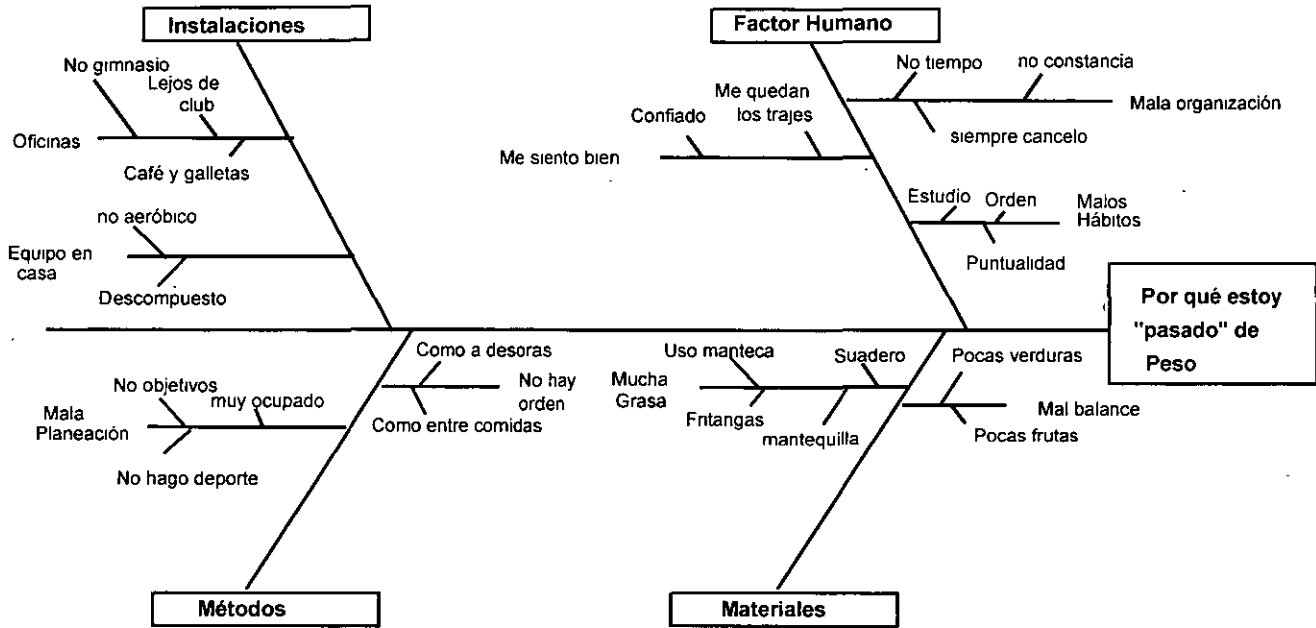 Instalaciones
Factor Humano
No gimnasio
Lejos de
club
Oficinas
Café y galletas
no aeróbico
Equipo en
casa
Descompuesto
No tiempo
no constancia
Mala organización
siempre cancelo
Me quedan
los trajes
Confiado
Me siento bien
Estudio
Orden
Malos
Hábitos
Puntualidad
Por qué estoy
"pasado" de
Peso
Como a desoras
No hay
orden
Como entre comidas
No objetivos
muy ocupado
Mala
Planeación
No hago deporte
Uso manteca
Suadero
Mucha
Grasa
Fritangas
mantequilla
Pocas verduras
Mal balance
Pocas frutas
Métodos
Materiales